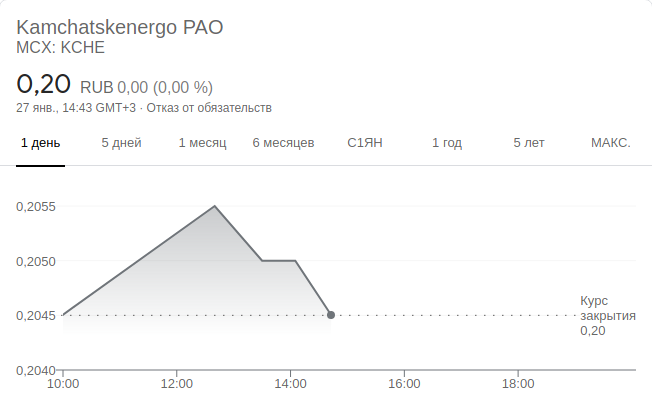 Kamchatskenergo PAO
MCX: KCHE
0,20 RUB 0,00 (0,00 %)
27 янв., 14:43 GMT+3 · Отказ от обязательств
1 день 5 дней 1 месяц 6 месяцев С1ЯН 1 год 5 лет МАКС.
0,2055
0,2050
0,2045
0,2040
Курс
закрытия
0,20
10:00 12:00 14:00 16:00 18:00